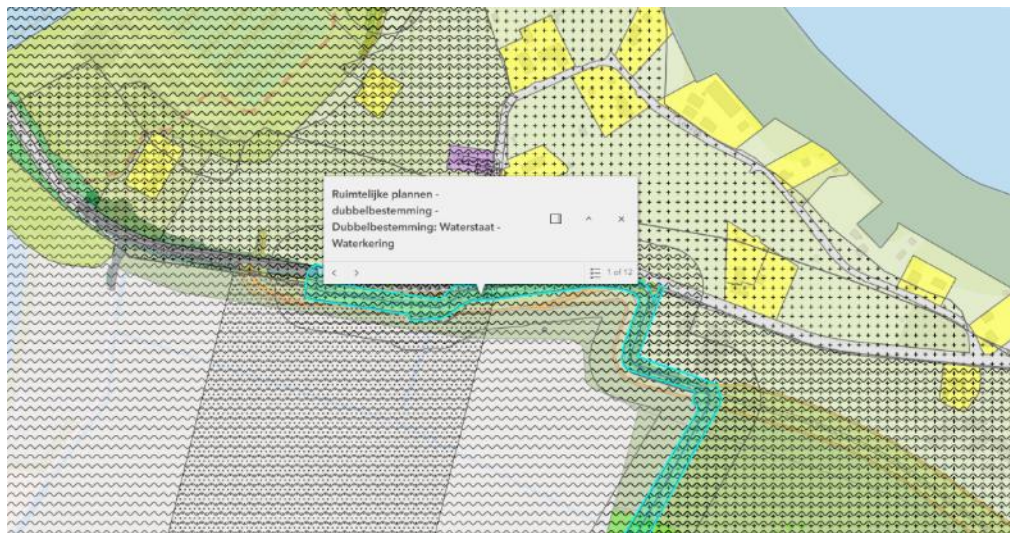 Ruimtelijke plannen -
dubbelbestemming -
Dubbelbestemming: Waterstaat -
Waterkering
1 of 12